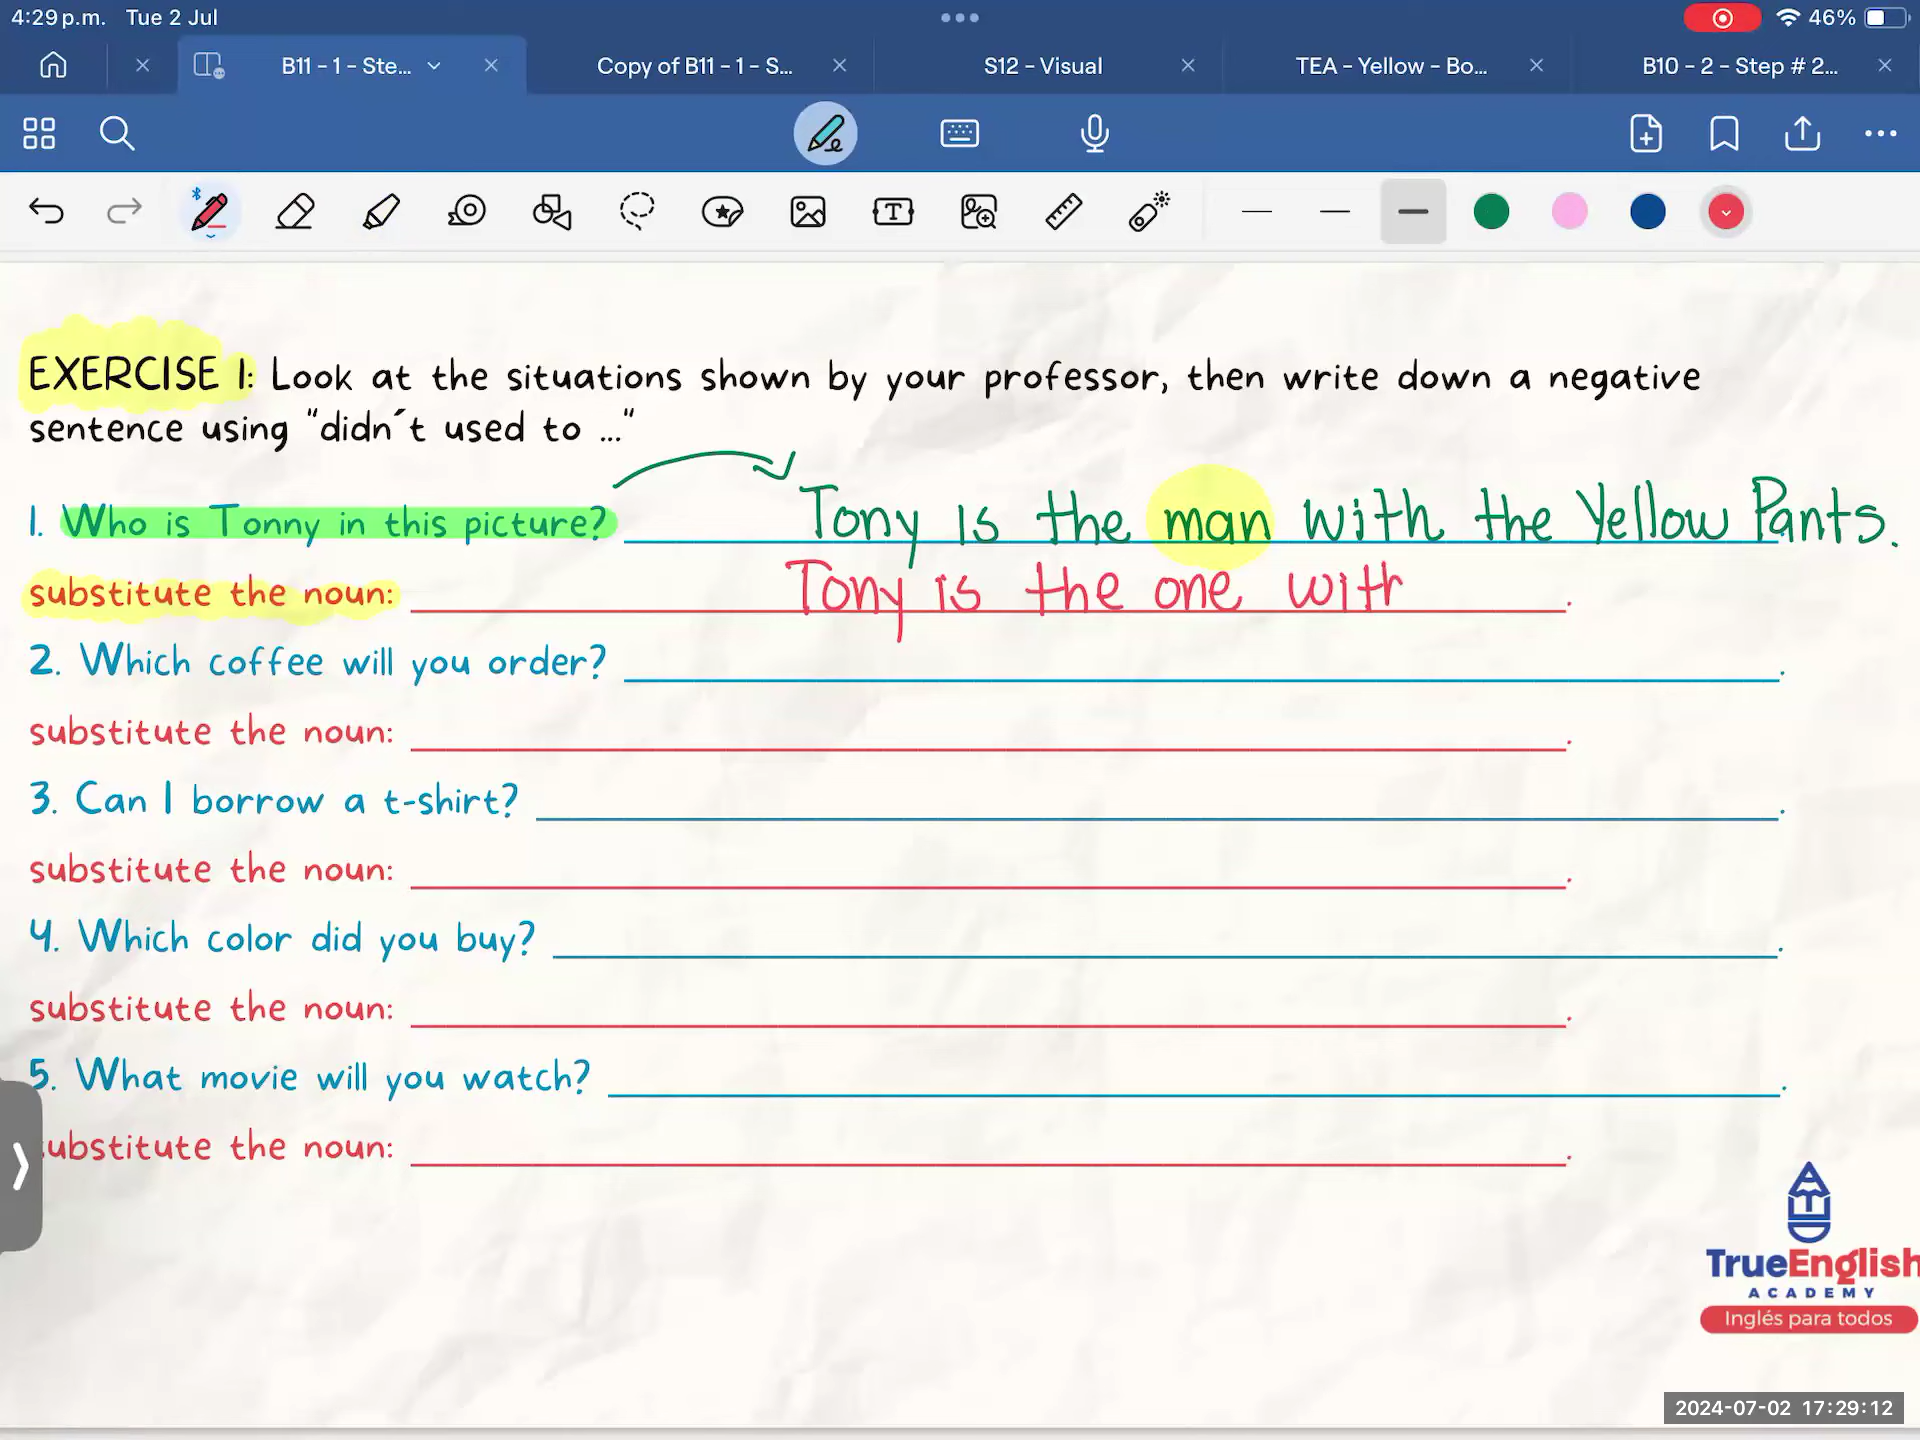 4:29 p.m. Tue 2 Jul
46%
B11 - 1 - Ste...
Copy of B11 - 1 - S...
S12 - Visual
TEA - Yellow - Bo...
B10 - 2 - Step # 2...
EXERCISE 1: Look at the situations shown by your professor, then write down a negative
sentence using "didn´t used to ..."
1. Who is Tonny in this picture? Tony is the man with the Yellow Pants.
substitute the noun: Tony is the one with
2. Which coffee will you order?
substitute the noun:
3. Can I borrow a t-shirt?
substitute the noun:
4. Which color did you buy?
substitute the noun:
5. What movie will you watch?
substitute the noun:
TrueEnglish
ACADEMY
Inglés para todos
2024-07-02 17:29:12